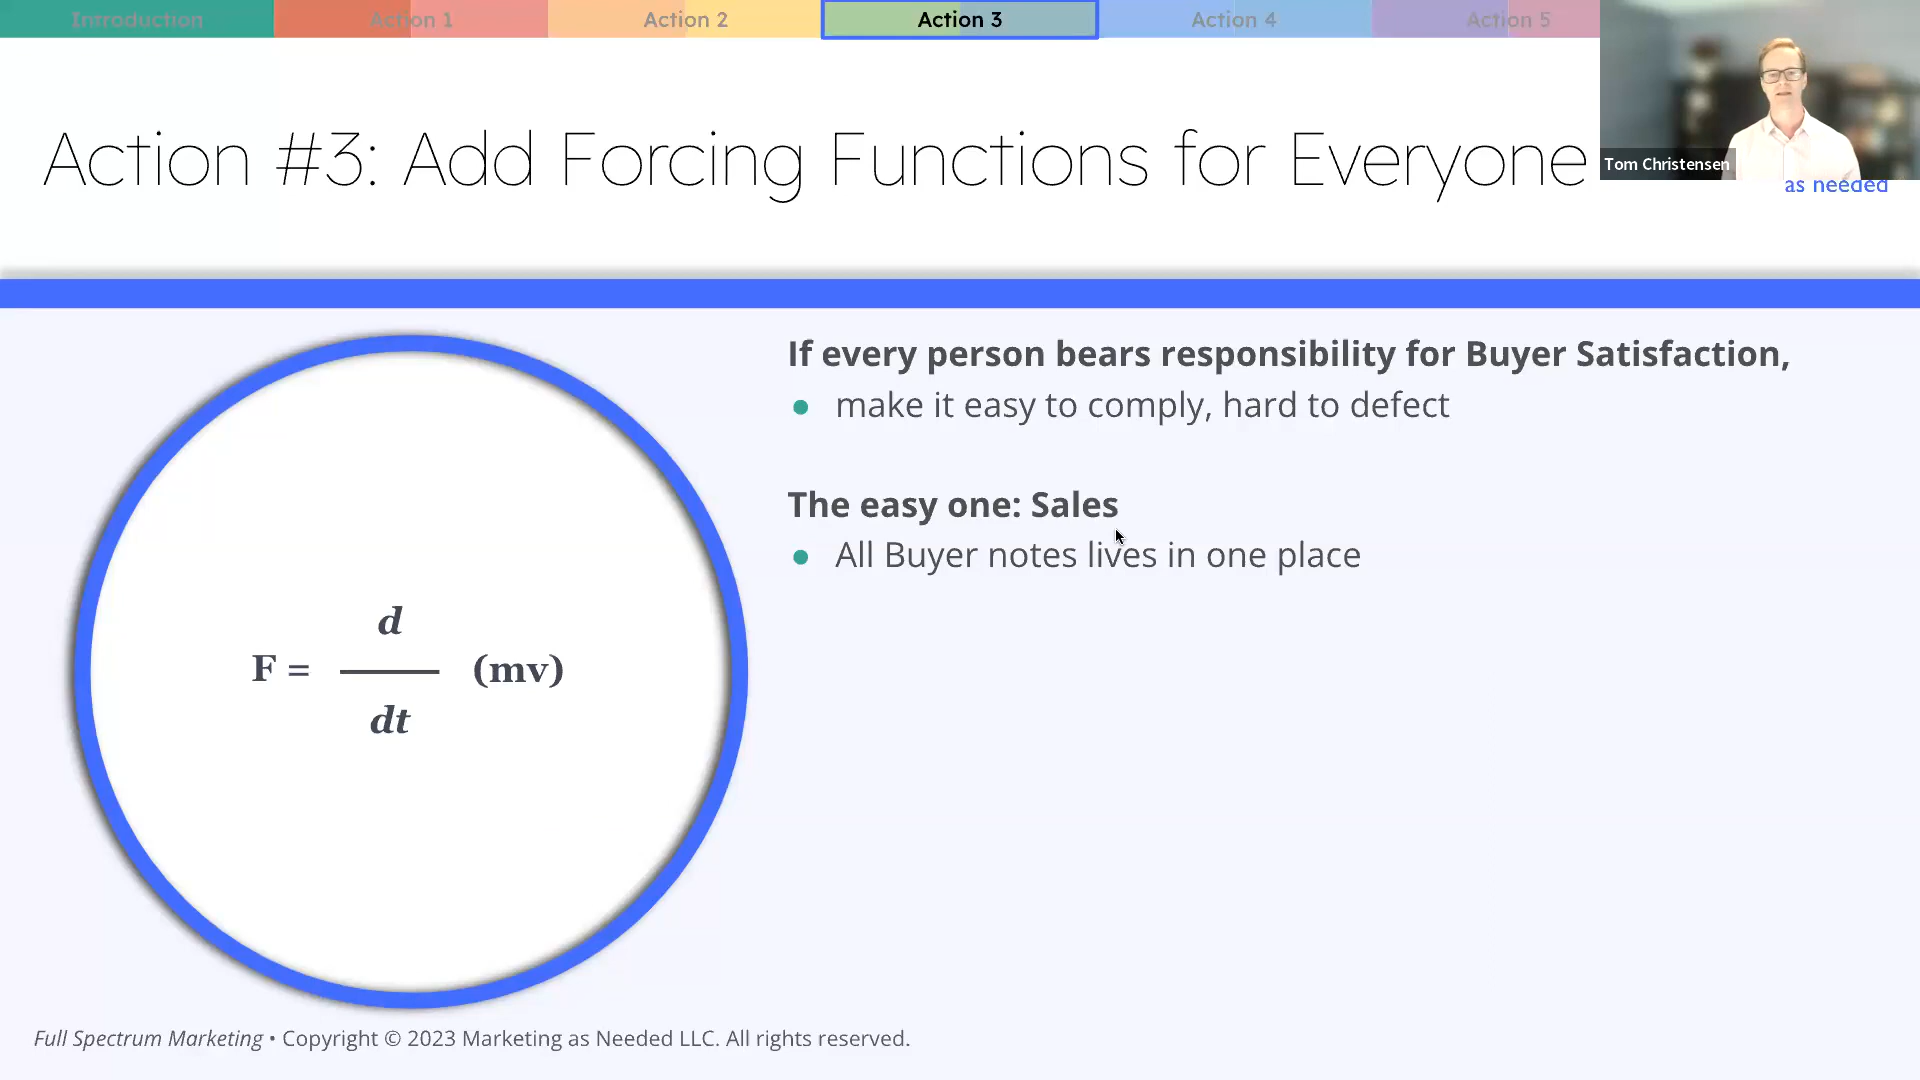 Introduction
Action 1
Action 2
Action 3
Action 4
Action 5
Action #3: Add Forcing Functions for Everyone
Tom Christensen
as needed
If every person bears responsibility for Buyer Satisfaction,
make it easy to comply, hard to defect
The easy one: Sales
All Buyer notes lives in one place
d
F = (mv)
dt
Full Spectrum Marketing • Copyright © 2023 Marketing as Needed LLC. All rights reserved.